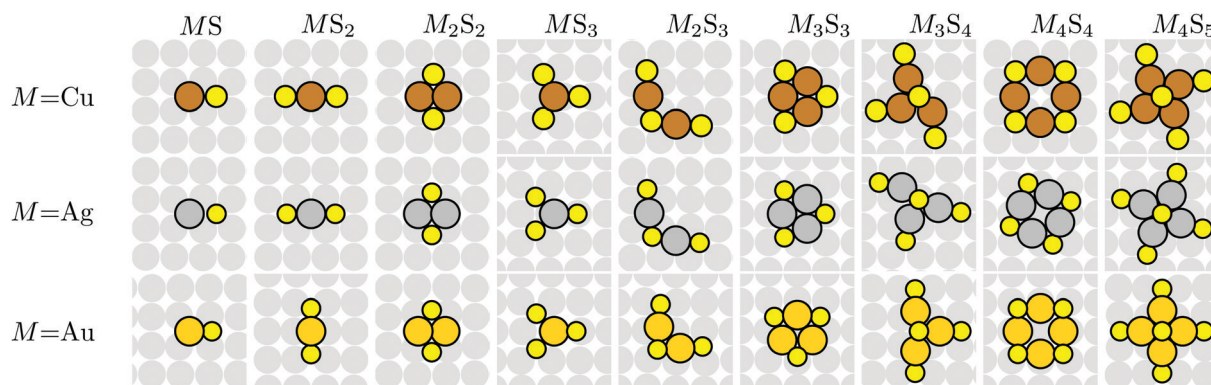 MS MS₂ M₂S₂ MS₃ M₂S₃ M₃S₃ M₃S₄ M₄S₄ M₄S₅
M=Cu
M=Ag
M=Au